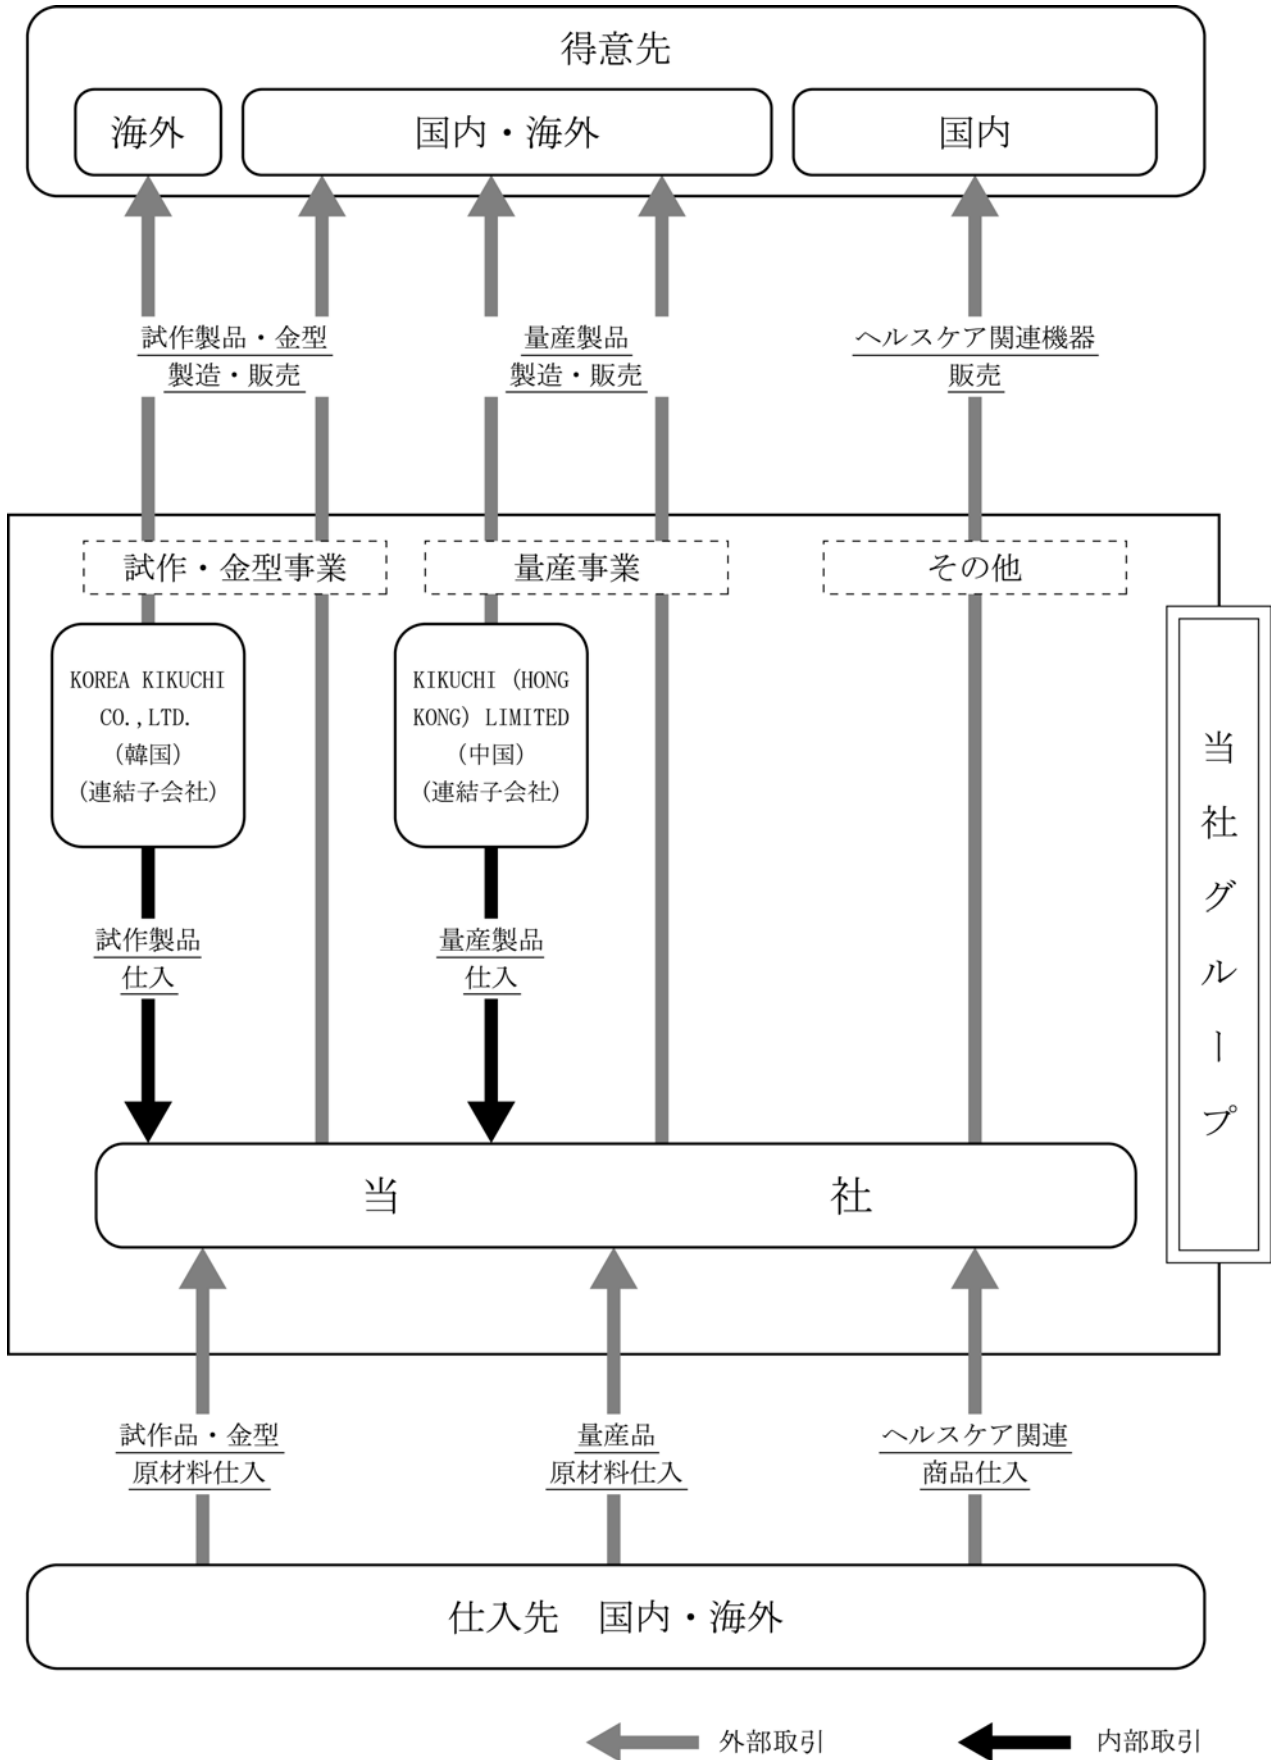 得意先
海外
国内・海外
国内
試作製品・金型
製造・販売
量産製品
製造・販売
ヘルスケア関連機器
販売
試作・金型事業
量産事業
その他
KOREA KIKUCHI
CO.,LTD.
(韓国)
(連結子会社)
KIKUCHI (HONG
KONG) LIMITED
(中国)
(連結子会社)
当社グループ
試作製品
仕入
量産製品
仕入
当社
試作品・金型
原材料仕入
量産品
原材料仕入
ヘルスケア関連
商品仕入
仕入先　国内・海外
外部取引
内部取引